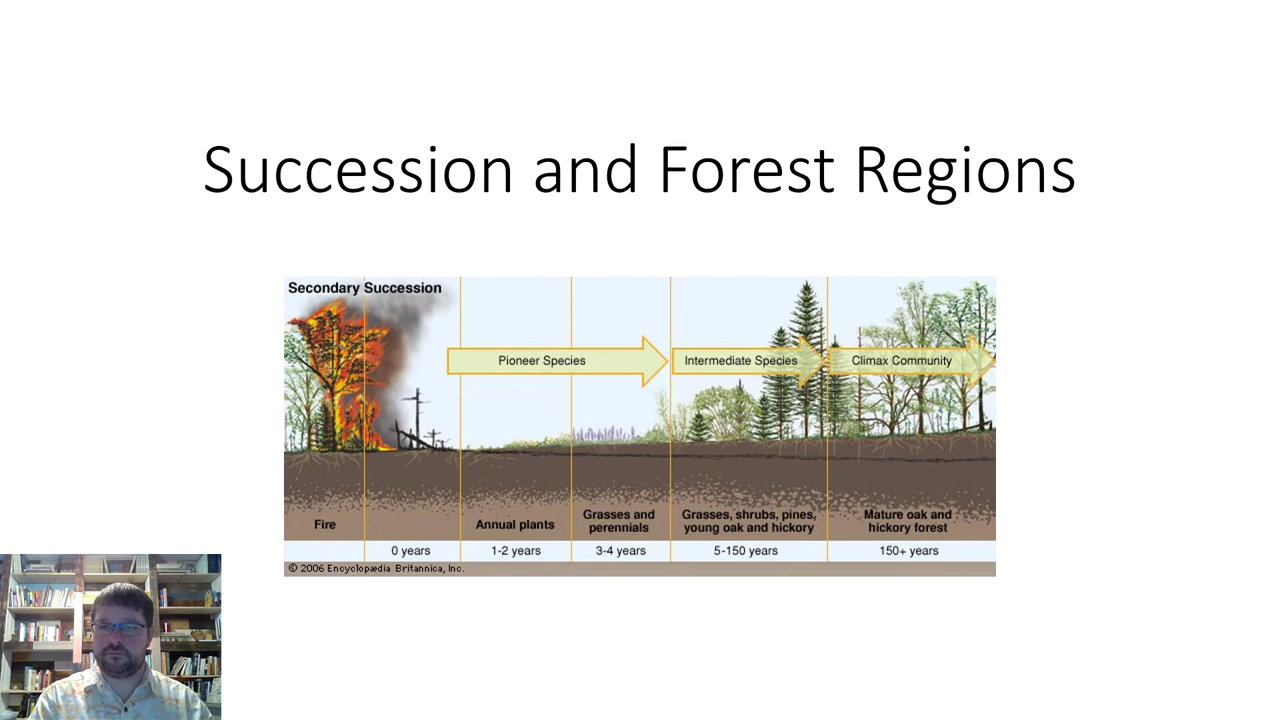 Succession and Forest Regions
Secondary Succession
Pioneer Species
Intermediate Species
Climax Community
Fire
Annual plants
Grasses and
perennials
Grasses, shrubs, pines,
young oak and hickory
Mature oak and
hickory forest
0 years
1-2 years
3-4 years
5-150 years
150+ years
© 2006 Encyclopædia Britannica, Inc.